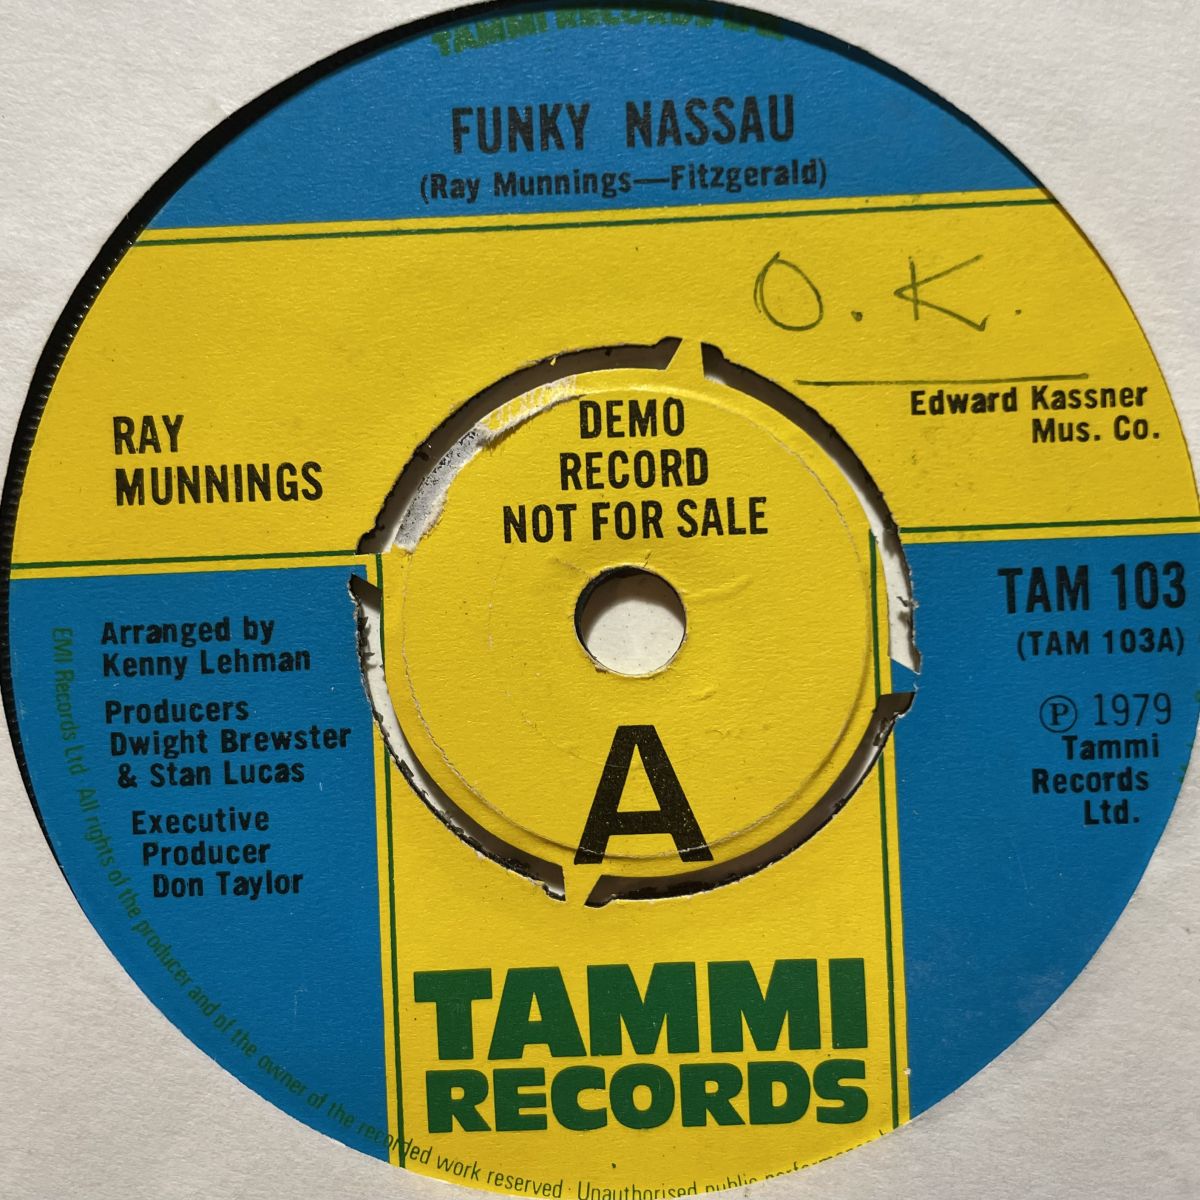 TAMMI RECORDS LTD.
FUNKY NASSAU
(Ray Munnings—Fitzgerald)
O.K.
Edward Kassner
Mus. Co.
RAY
MUNNINGS
DEMO
RECORD
NOT FOR SALE
TAM 103
(TAM 103A)
Ⓟ 1979
Tammi
Records
Ltd.
Arranged by
Kenny Lehman
Producers
Dwight Brewster
& Stan Lucas
Executive
Producer
Don Taylor
A
TAMMI
RECORDS
EMI Records Ltd All rights of the producer and of the owner of the recorded work reserved · Unauthorised public